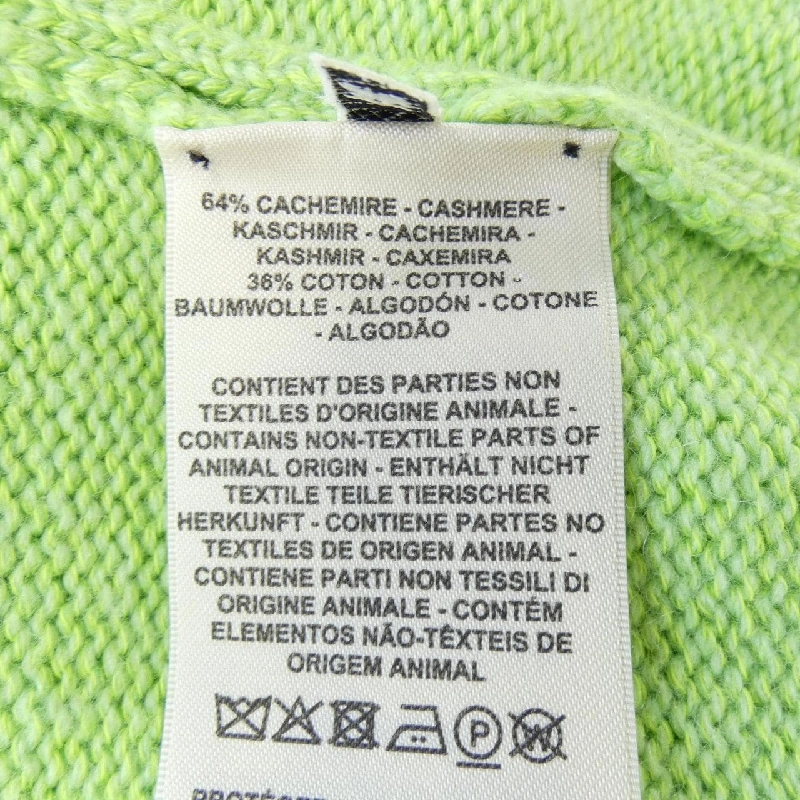 64% CACHEMIRE - CASHMERE -
KASCHMIR - CACHEMIRA -
KASHMIR - CAXEMIRA
36% COTON - COTTON -
BAUMWOLLE - ALGODÓN - COTONE
- ALGODÃO
CONTIENT DES PARTIES NON
TEXTILES D'ORIGINE ANIMALE -
CONTAINS NON-TEXTILE PARTS OF
ANIMAL ORIGIN - ENTHÄLT NICHT
TEXTILE TEILE TIERISCHER
HERKUNFT - CONTIENE PARTES NO
TEXTILES DE ORIGEN ANIMAL -
CONTIENE PARTI NON TESSILI DI
ORIGINE ANIMALE - CONTÉM
ELEMENTOS NÃO-TÊXTEIS DE
ORIGEM ANIMAL
P W